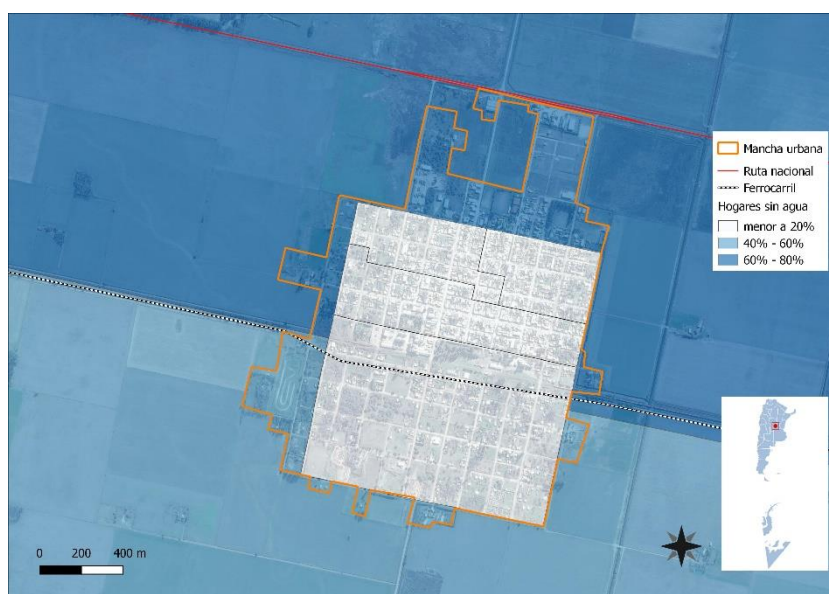 Mancha urbana
Ruta nacional
Ferrocarril
Hogares sin agua
menor a 20%
40% - 60%
60% - 80%
0 200 400 m